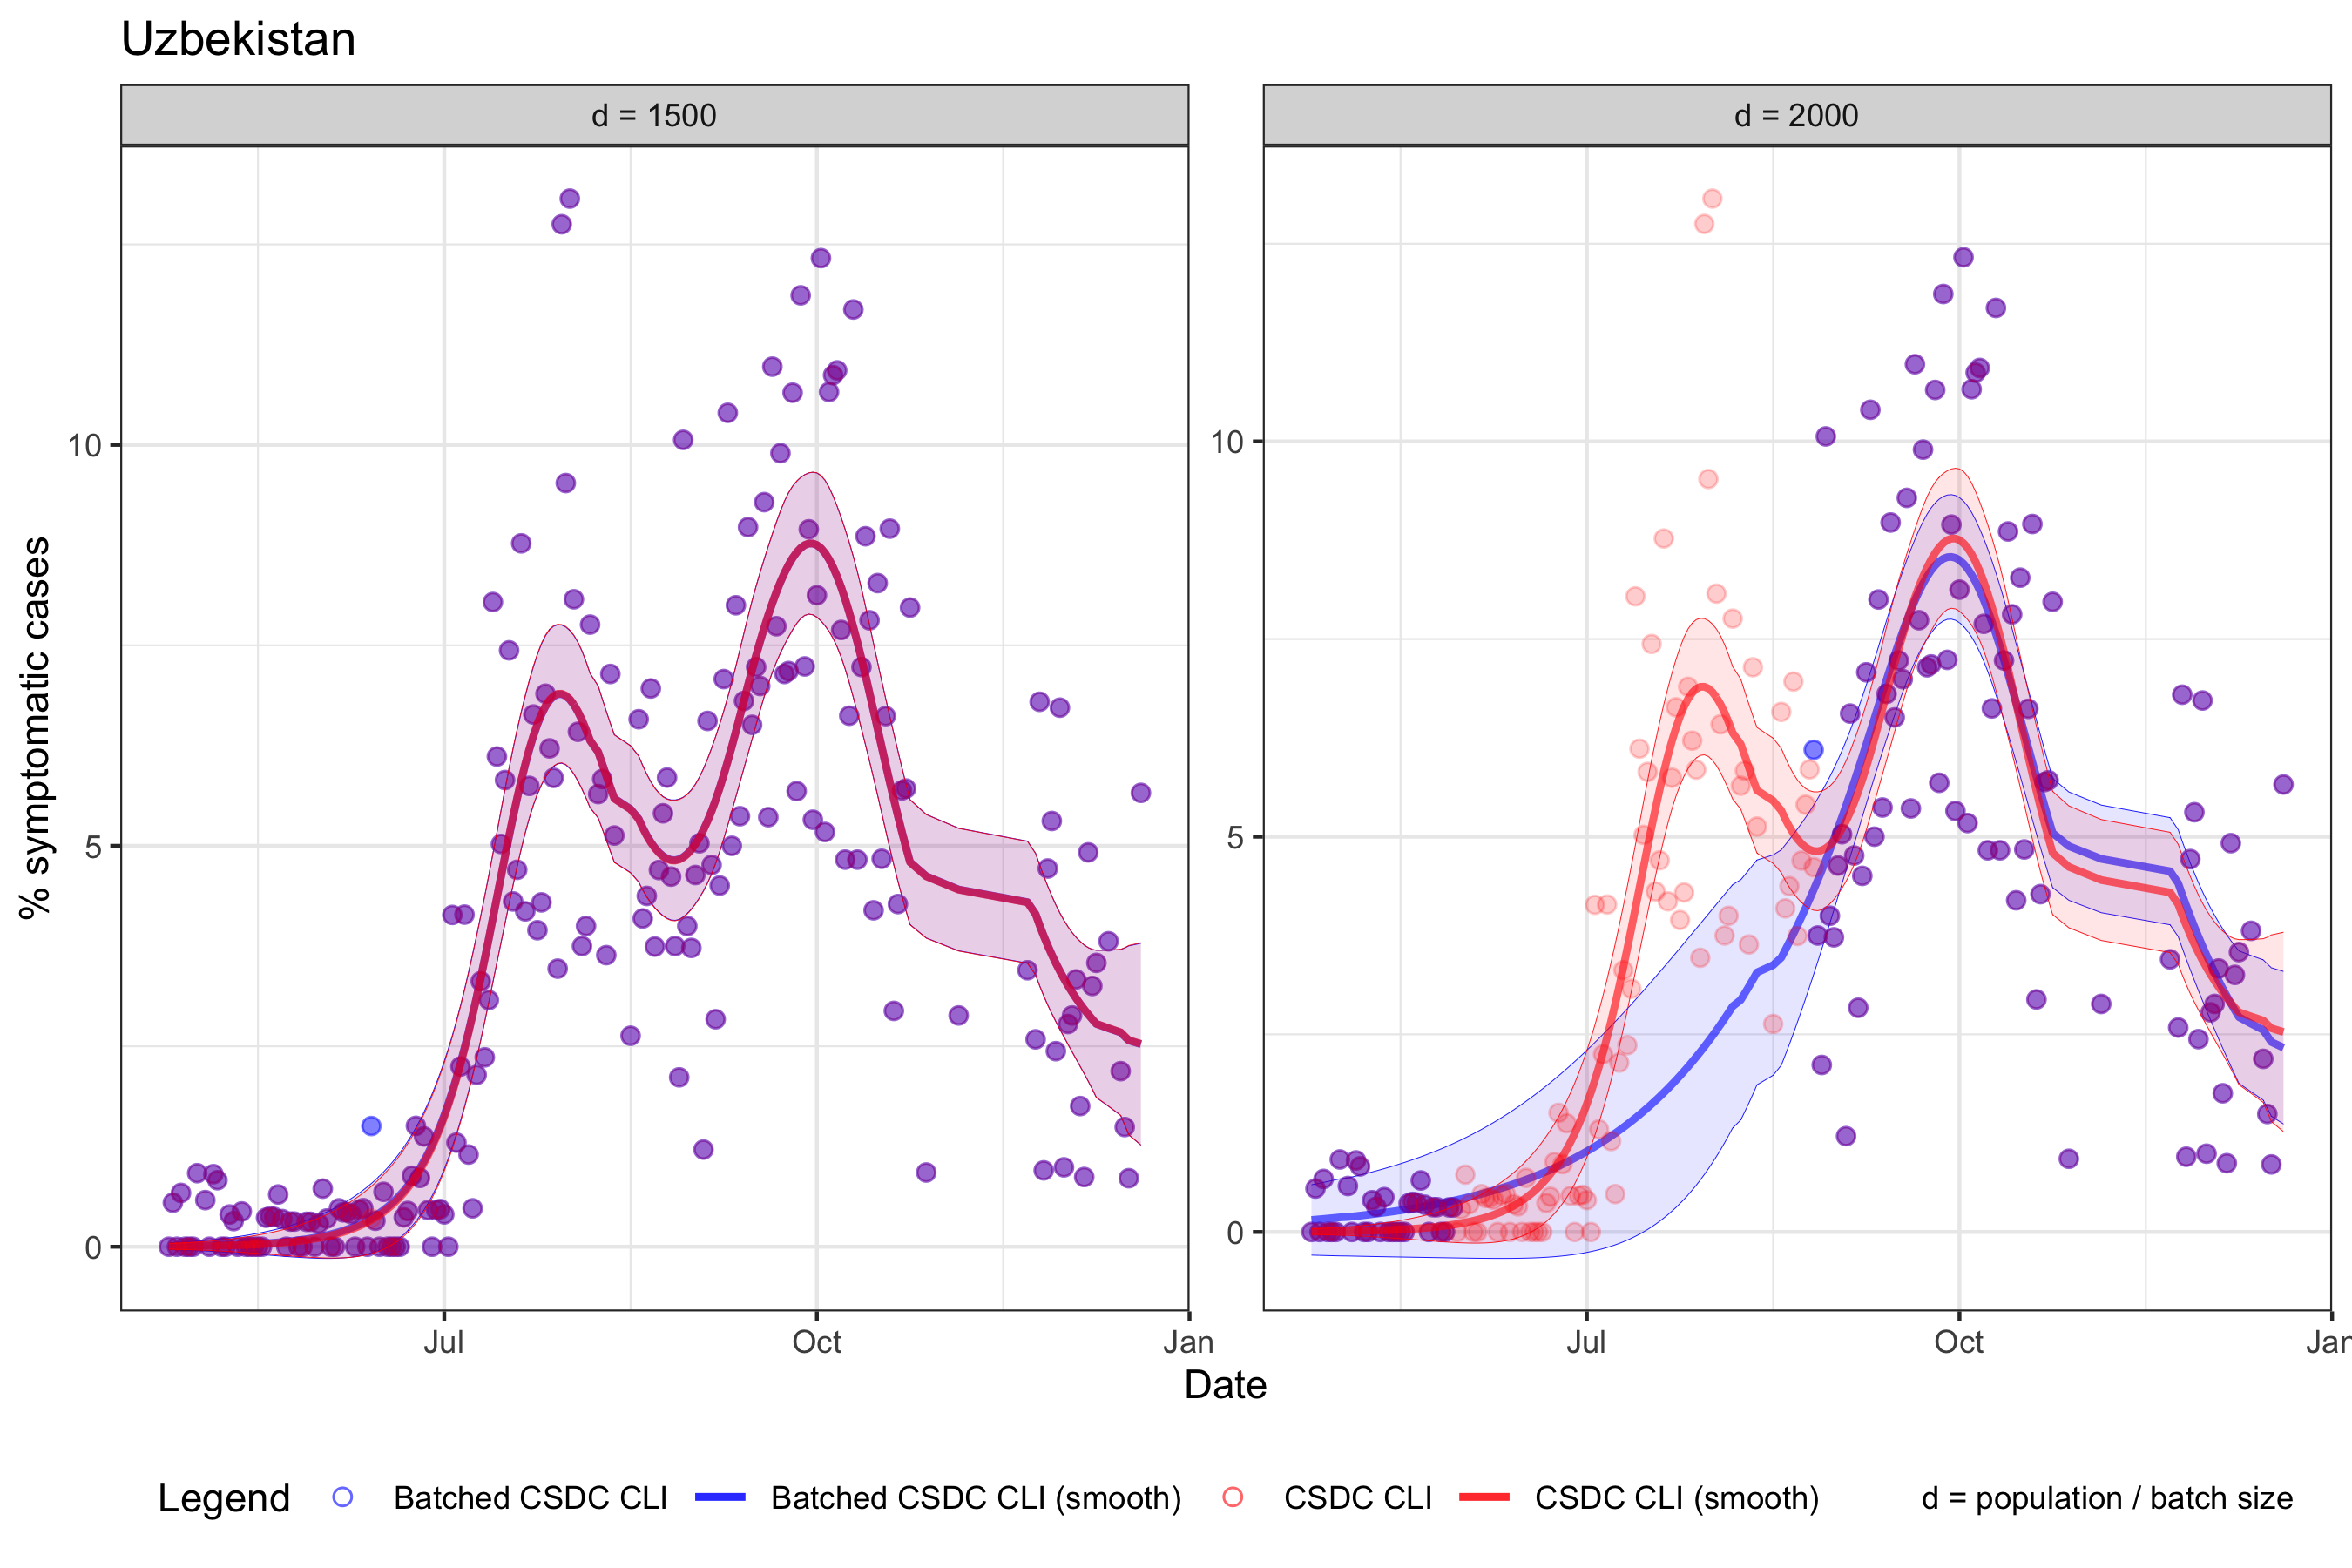 Uzbekistan
d = 1500
d = 2000
% symptomatic cases
10
5
0
10
5
0
Jul
Oct
Jan
Jul
Oct
Jan
Date
Legend
Batched CSDC CLI
Batched CSDC CLI (smooth)
CSDC CLI
CSDC CLI (smooth)
d = population / batch size